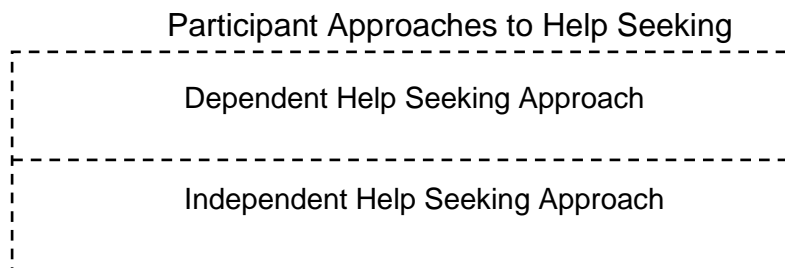 Participant Approaches to Help Seeking
Dependent Help Seeking Approach
Independent Help Seeking Approach